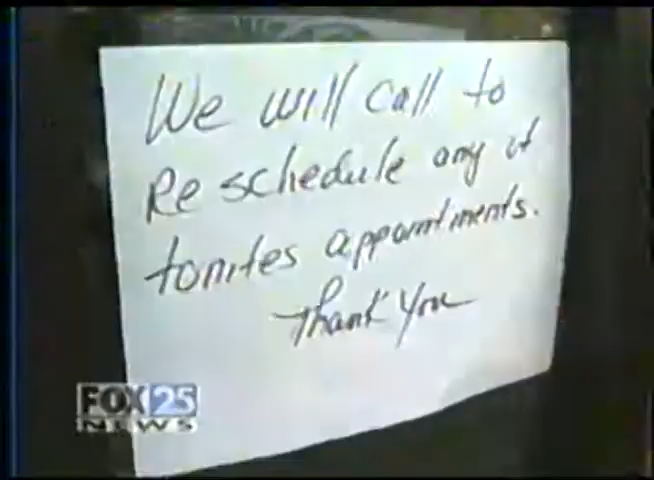 We will call to
Re schedule any of
tonites appointments.
Thank You
FOX 25
NEWS